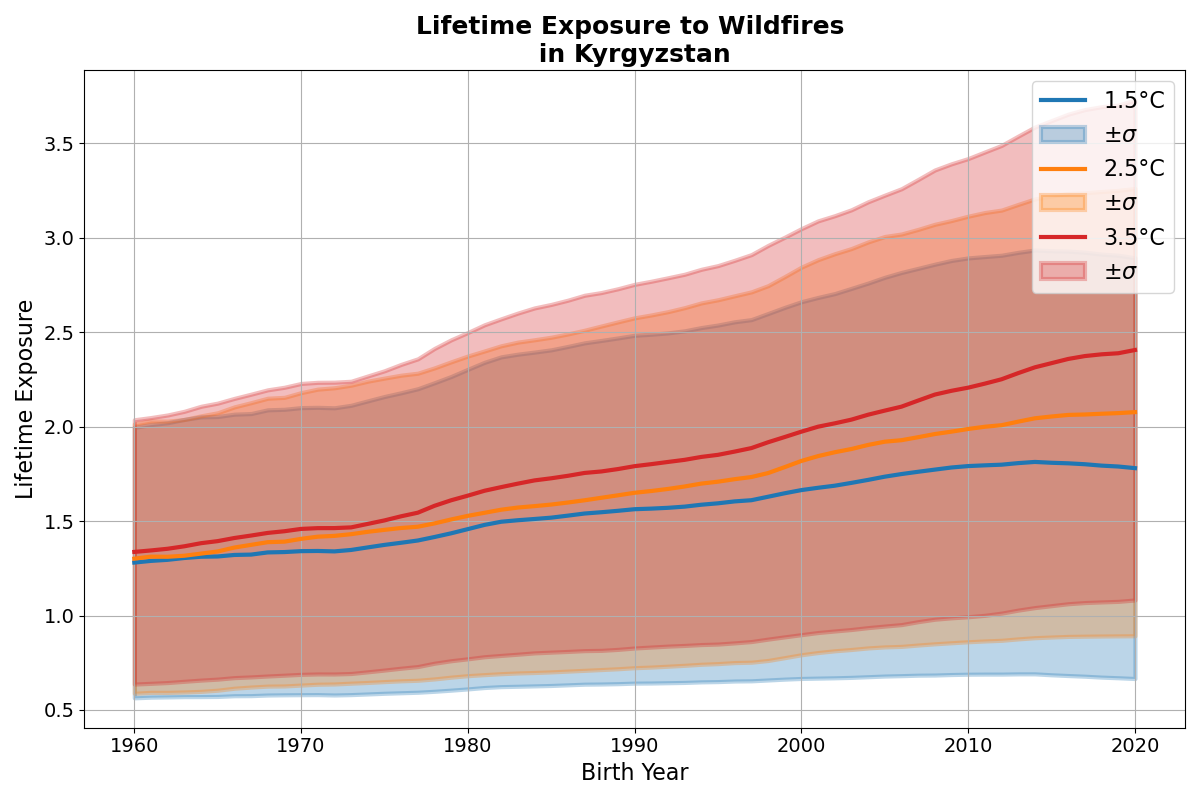 Lifetime Exposure to Wildfires
in Kyrgyzstan
Lifetime Exposure
3.5
3.0
2.5
2.0
1.5
1.0
0.5
1.5°C
±σ
2.5°C
±σ
3.5°C
±σ
1960 1970 1980 1990 2000 2010 2020
Birth Year